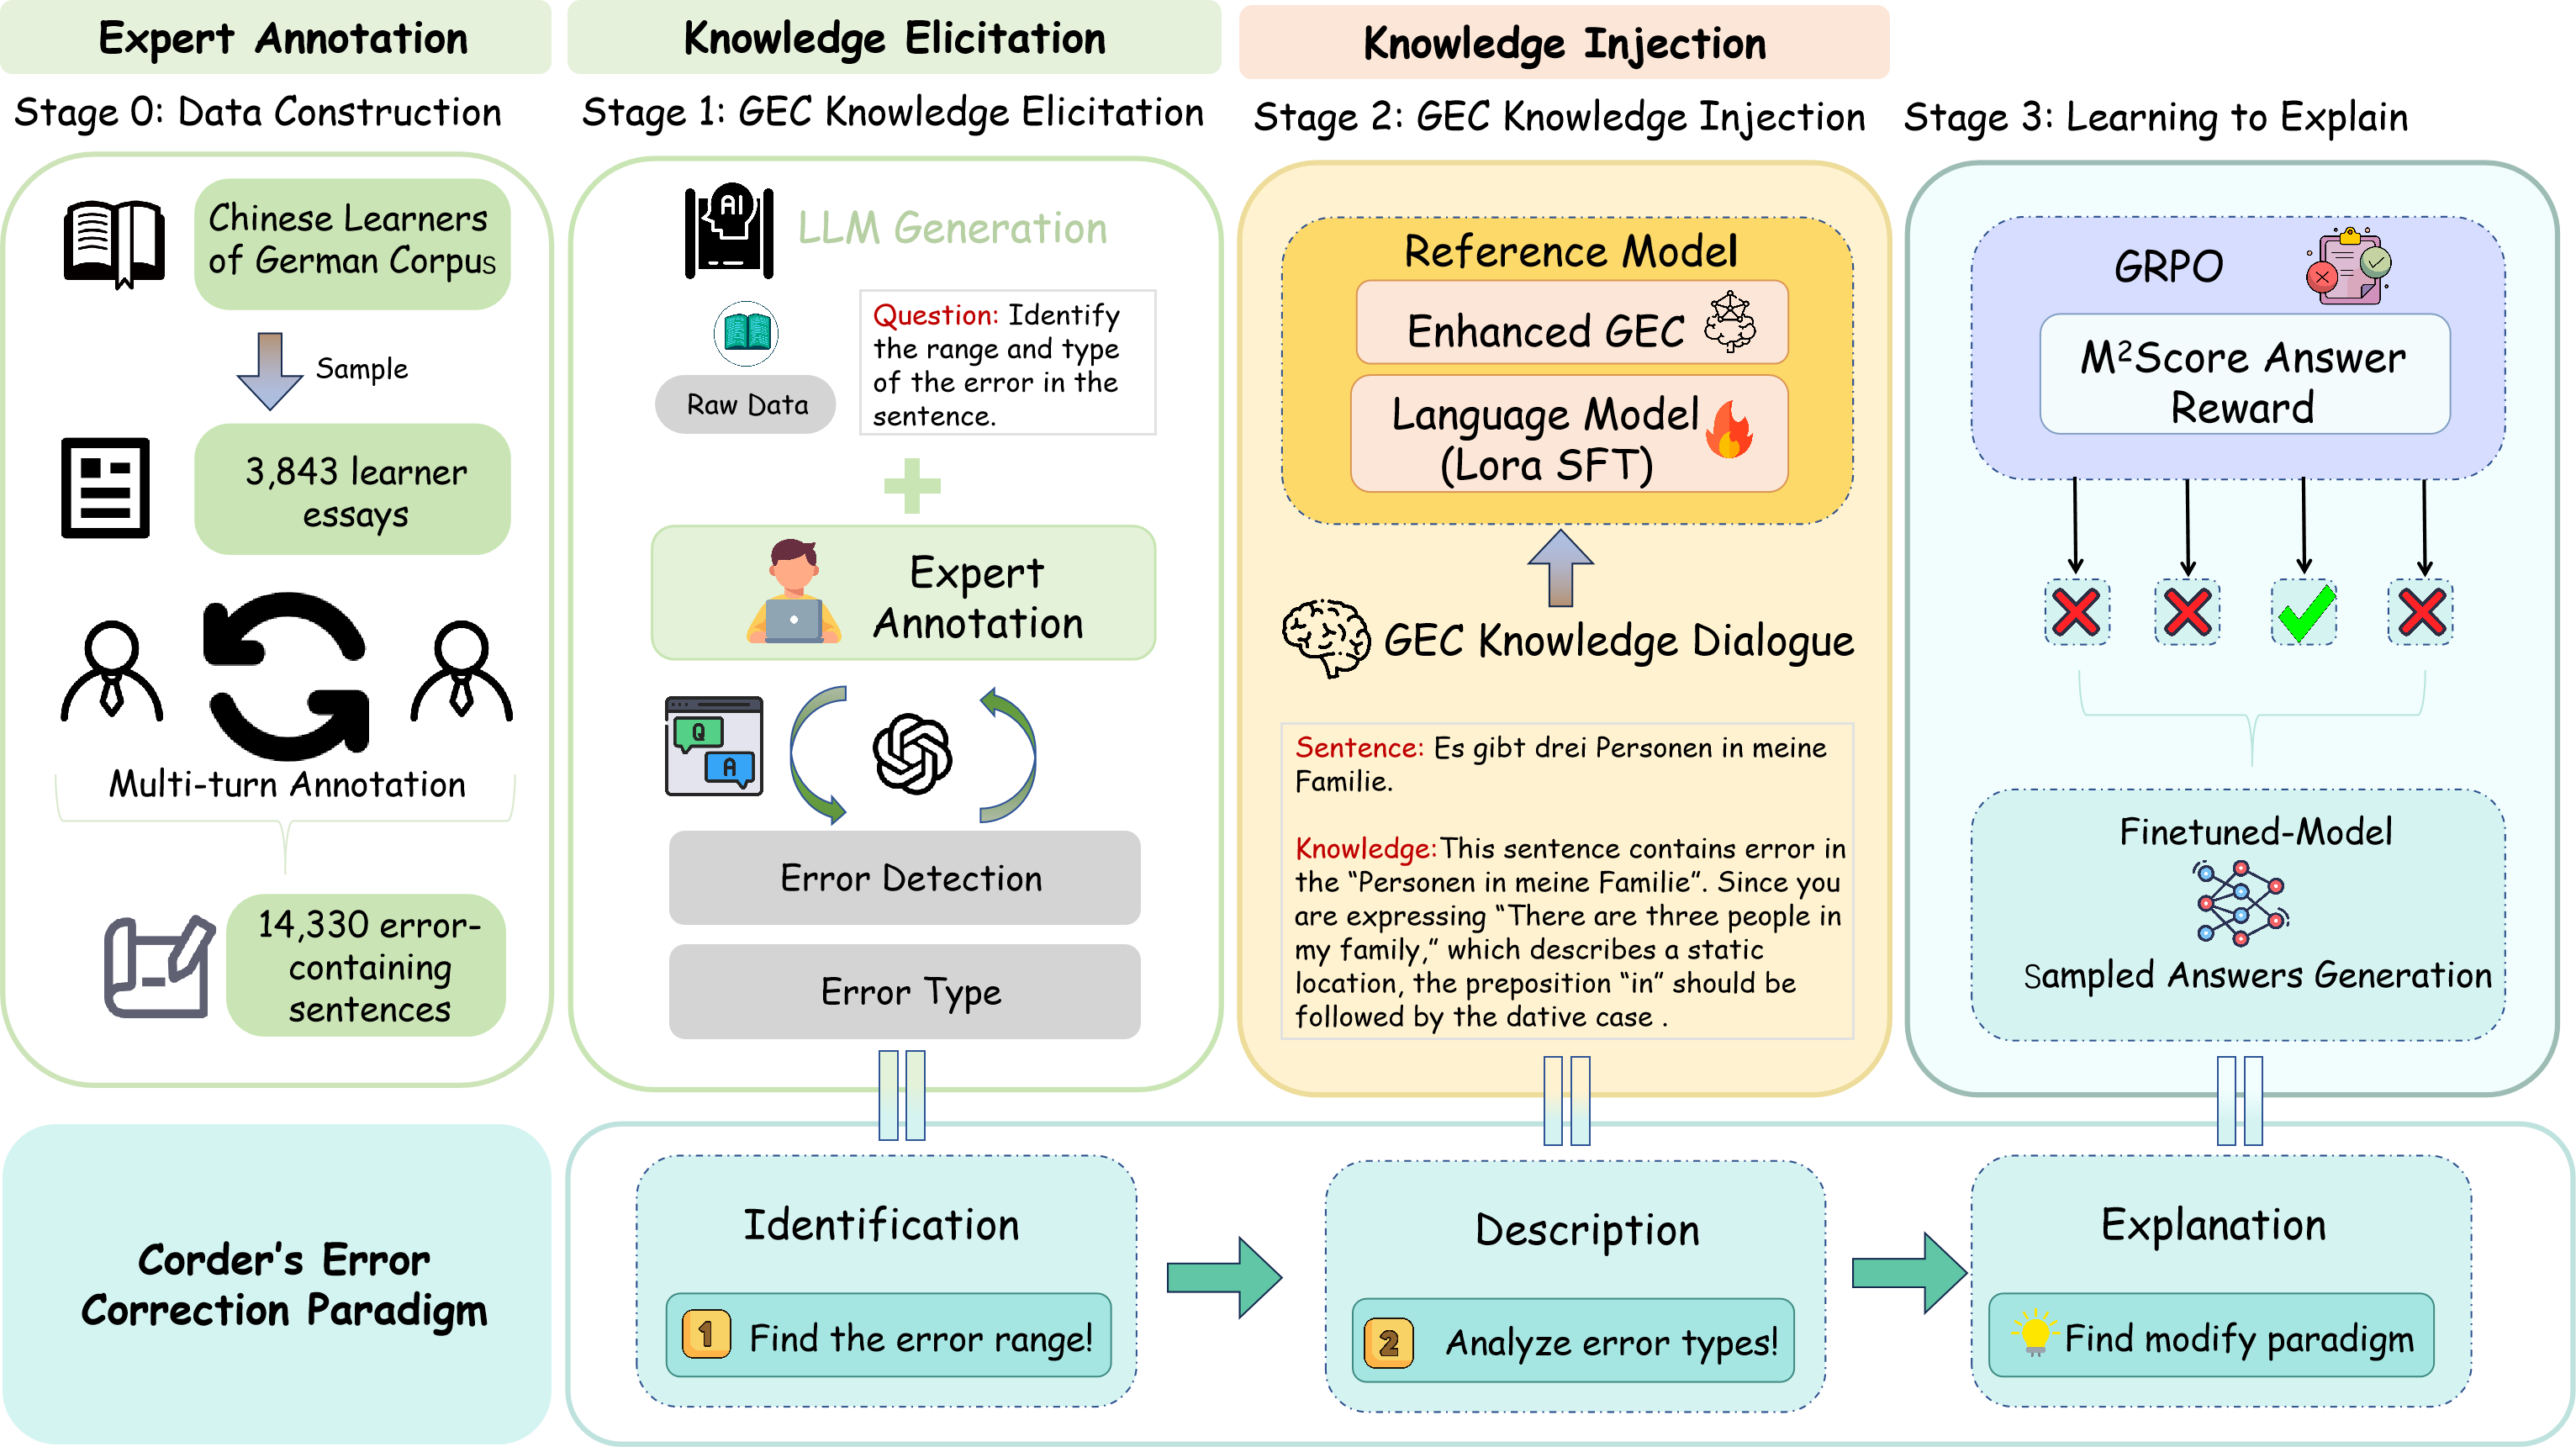 Expert Annotation
Stage 0: Data Construction
Chinese Learners
of German Corpus
Sample
3,843 learner
essays
Multi-turn Annotation
14,330 error-
containing
sentences
Knowledge Elicitation
Stage 1: GEC Knowledge Elicitation
AI
LLM Generation
Raw Data
Question: Identify
the range and type
of the error in the
sentence.
Expert
Annotation
Q
A
Error Detection
Error Type
Knowledge Injection
Stage 2: GEC Knowledge Injection
Reference Model
Enhanced GEC
Language Model
(Lora SFT)
GEC Knowledge Dialogue
Sentence: Es gibt drei Personen in meine
Familie.
Knowledge:This sentence contains error in
the “Personen in meine Familie”. Since you
are expressing “There are three people in
my family,” which describes a static
location, the preposition “in” should be
followed by the dative case .
Stage 3: Learning to Explain
GRPO
M²Score Answer
Reward
Finetuned-Model
Sampled Answers Generation
Corder’s Error
Correction Paradigm
Identification
1 Find the error range!
Description
2 Analyze error types!
Explanation
Find modify paradigm